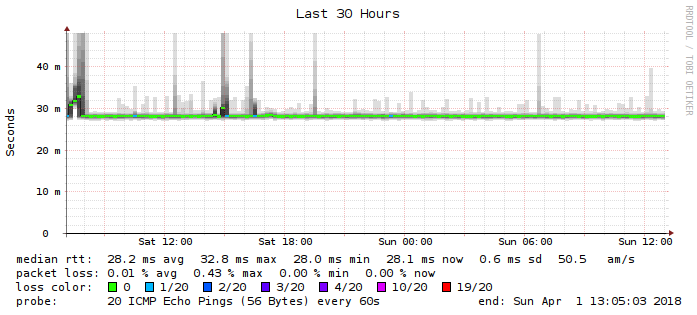 Last 30 Hours
RRDTOOL / TOBI OETIKER
Seconds
40 m
30 m
20 m
10 m
0
Sat 12:00 Sat 18:00 Sun 00:00 Sun 06:00 Sun 12:00
median rtt: 28.2 ms avg 32.8 ms max 28.0 ms min 28.1 ms now 0.6 ms sd 50.5 am/s
packet loss: 0.01 % avg 0.43 % max 0.00 % min 0.00 % now
loss color: 0 1/20 2/20 3/20 4/20 10/20 19/20
probe: 20 ICMP Echo Pings (56 Bytes) every 60s end: Sun Apr 1 13:05:03 2018